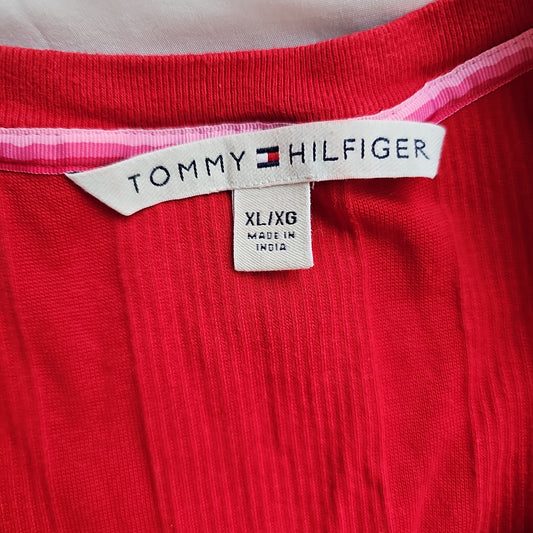 TOMMY HILFIGER
XL/XG
MADE IN
INDIA